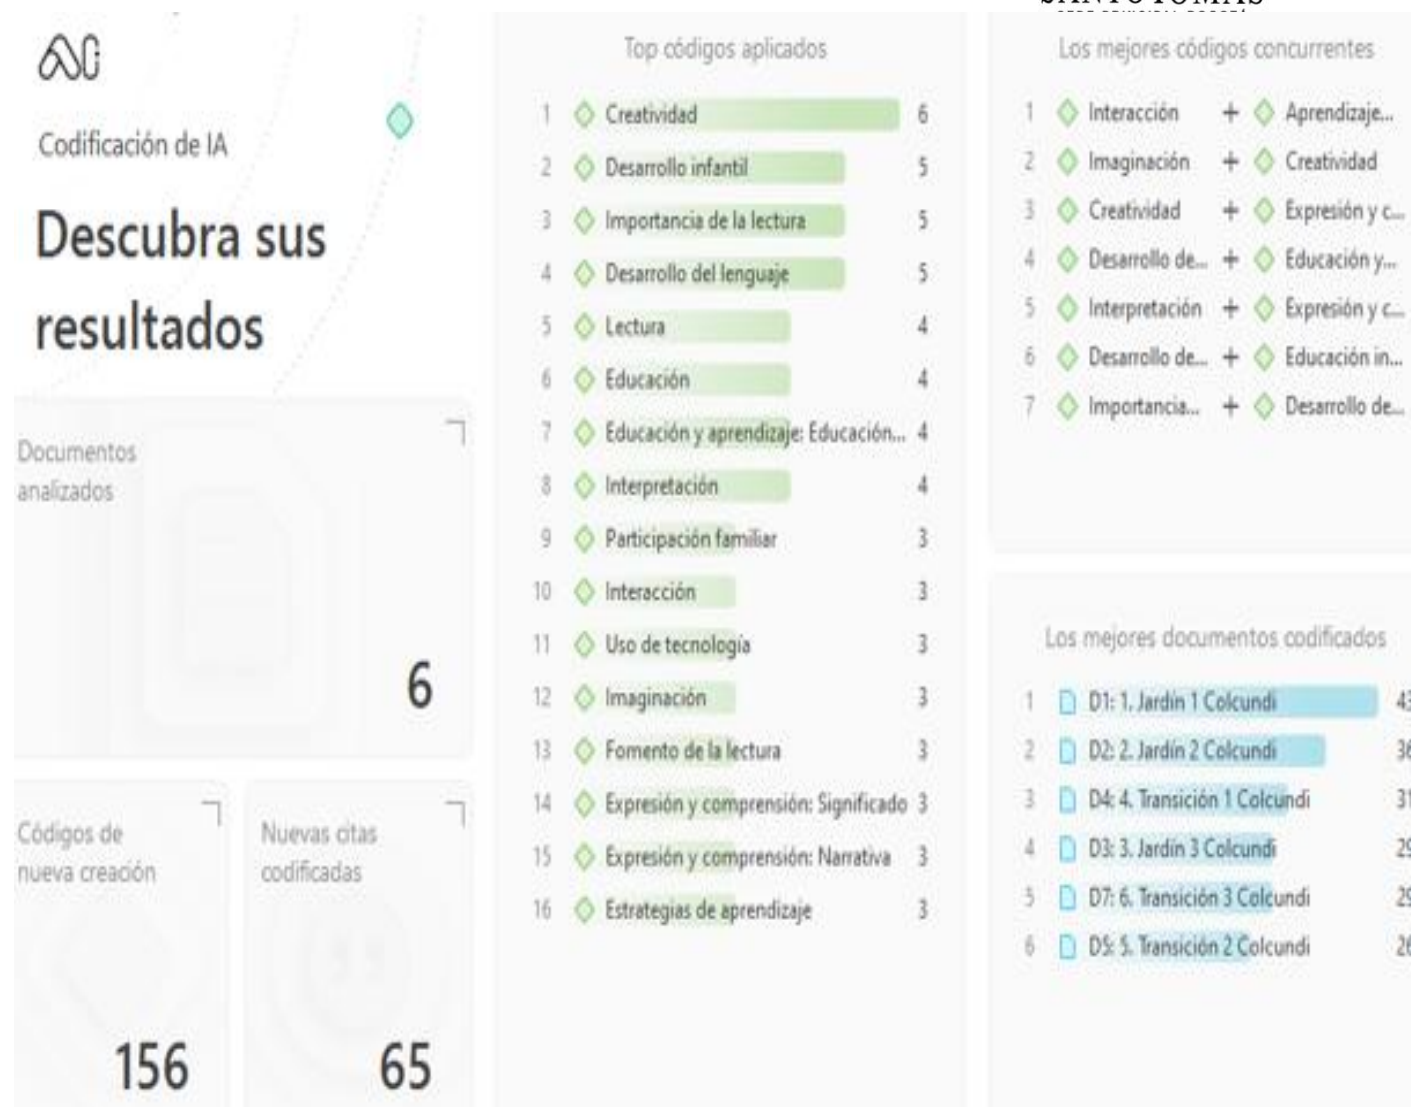 SANTO TOMÁS
Codificación de IA
Descubra sus
resultados
Documentos
analizados
6
Códigos de
nueva creación
156
Nuevas citas
codificadas
65
Top códigos aplicados
1 Creatividad 6
2 Desarrollo infantil 5
3 Importancia de la lectura 5
4 Desarrollo del lenguaje 5
5 Lectura 4
6 Educación 4
7 Educación y aprendizaje: Educación... 4
8 Interpretación 4
9 Participación familiar 3
10 Interacción 3
11 Uso de tecnología 3
12 Imaginación 3
13 Fomento de la lectura 3
14 Expresión y comprensión: Significado 3
15 Expresión y comprensión: Narrativa 3
16 Estrategias de aprendizaje 3
Los mejores códigos concurrentes
1 Interacción + Aprendizaje...
2 Imaginación + Creatividad
3 Creatividad + Expresión y c...
4 Desarrollo de... + Educación y...
5 Interpretación + Expresión y c...
6 Desarrollo de... + Educación in...
7 Importancia... + Desarrollo de...
Los mejores documentos codificados
1 D1: 1. Jardín 1 Colcundi 43
2 D2: 2. Jardín 2 Colcundi 36
3 D4: 4. Transición 1 Colcundi 31
4 D3: 3. Jardín 3 Colcundi 29
5 D7: 6. Transición 3 Colcundi 29
6 D5: 5. Transición 2 Colcundi 26